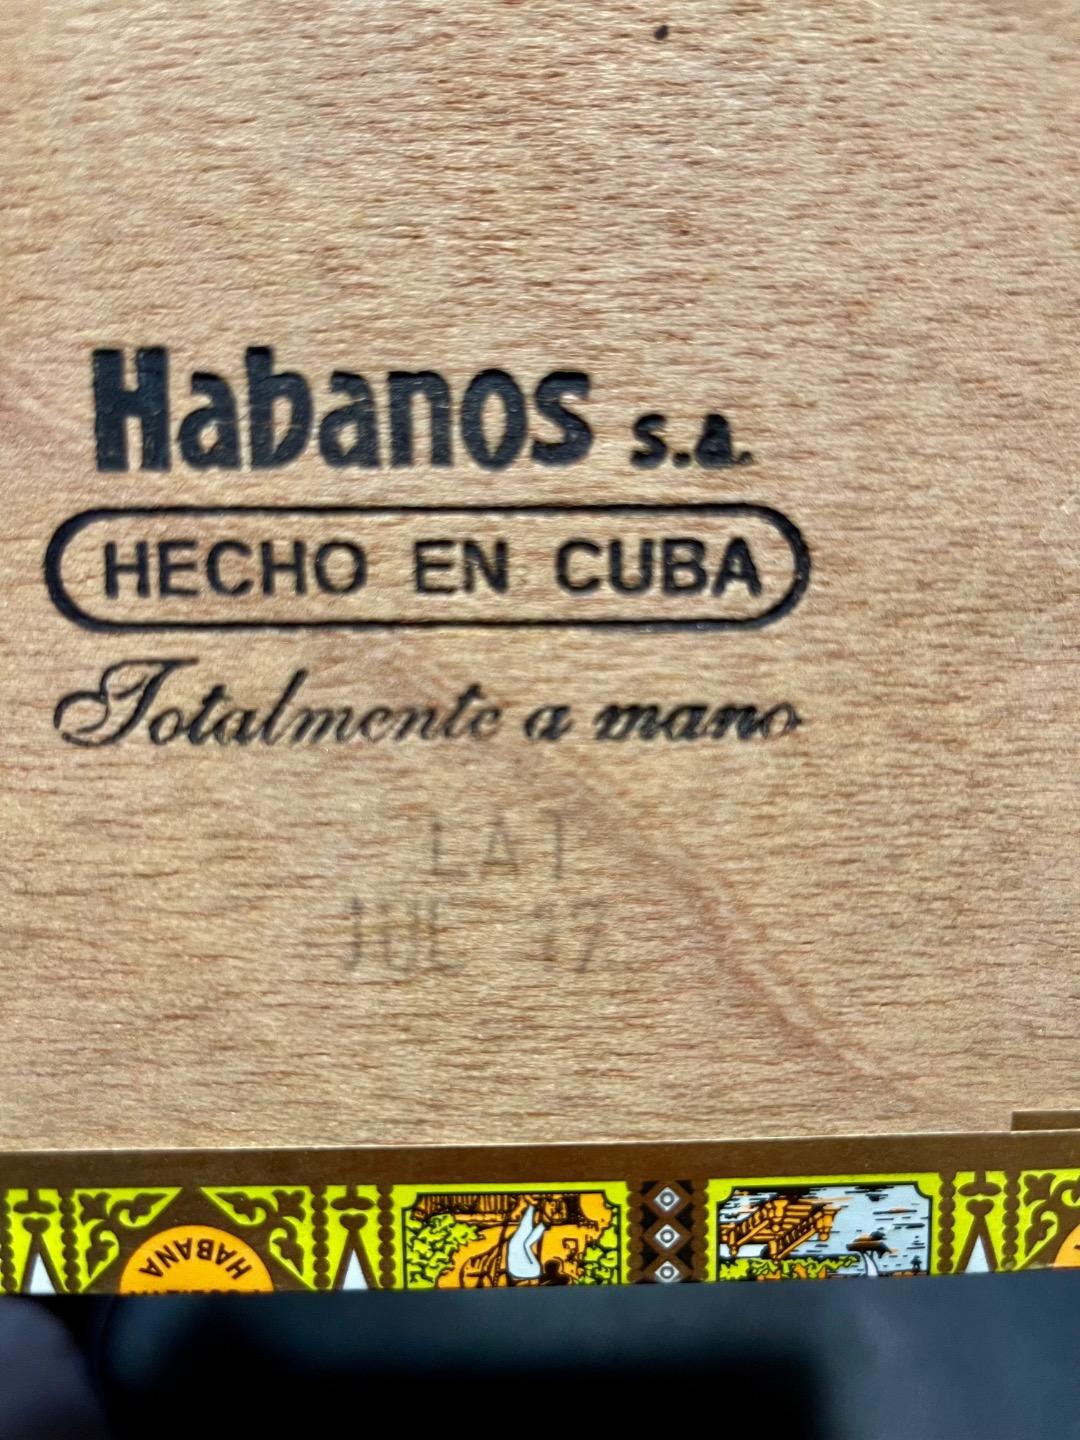 Habanos s.a.
HECHO EN CUBA
Totalmente a mano
LAT
JUL 17
HABANA